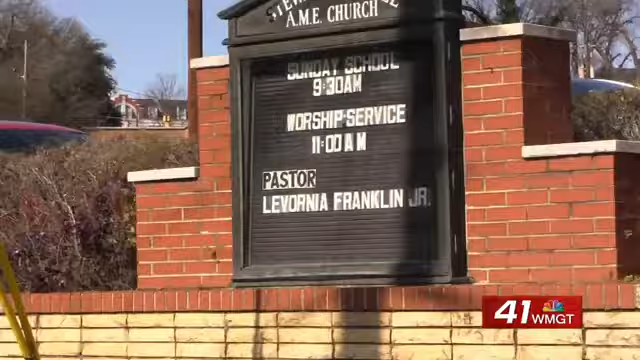 A.M.E. CHURCH
SUNDAY SCHOOL
9:30AM
WORSHIP SERVICE
11:00 AM
PASTOR
LEVORNIA FRANKLIN JR.
41 WMGT